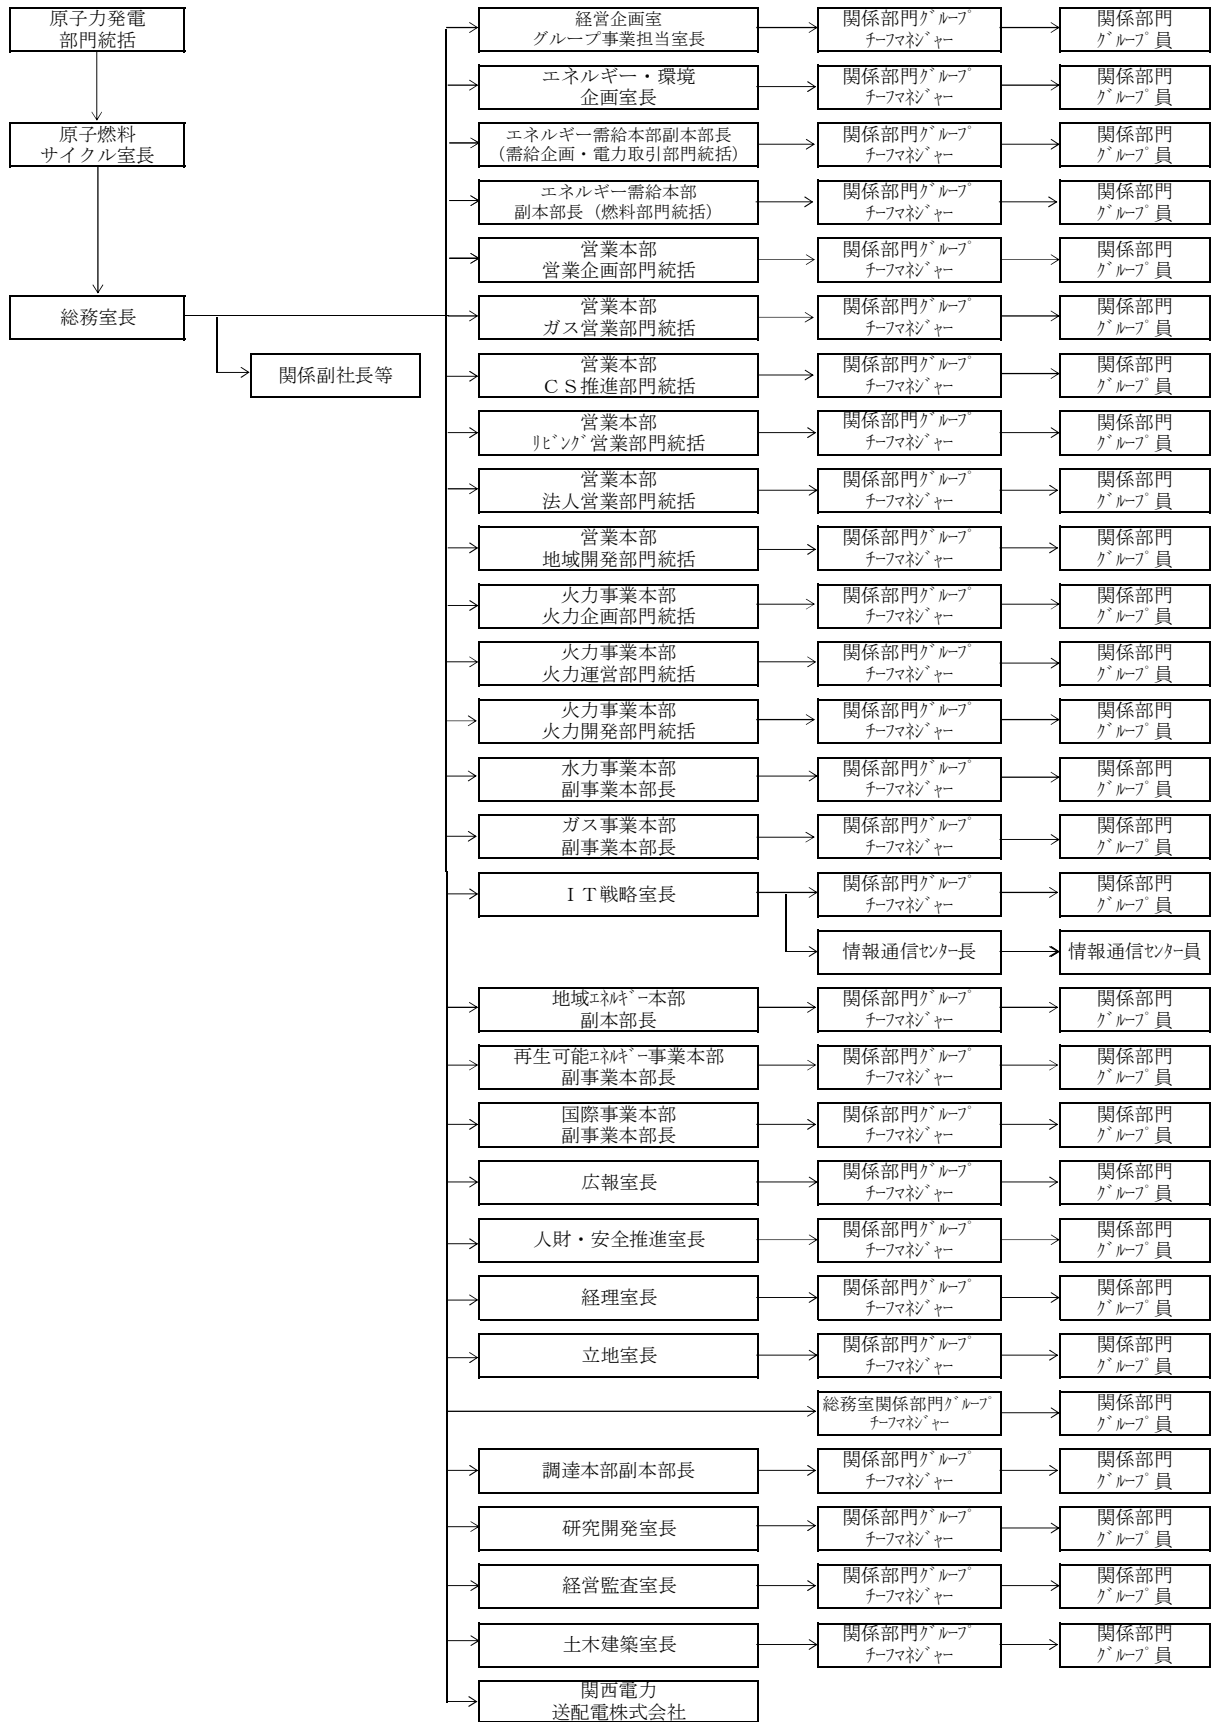 原子力発電
部門統括
経営企画室
グループ事業担当室長
関係部門ｸﾞﾙｰﾌﾟ
ﾁｰﾌﾏﾈｼﾞｬｰ
関係部門
ｸﾞﾙｰﾌﾟ員
エネルギー・環境
企画室長
関係部門ｸﾞﾙｰﾌﾟ
ﾁｰﾌﾏﾈｼﾞｬｰ
関係部門
ｸﾞﾙｰﾌﾟ員
原子燃料
サイクル室長
エネルギー需給本部副本部長
（需給企画・電力取引部門統括）
関係部門ｸﾞﾙｰﾌﾟ
ﾁｰﾌﾏﾈｼﾞｬｰ
関係部門
ｸﾞﾙｰﾌﾟ員
エネルギー需給本部
副本部長（燃料部門統括）
関係部門ｸﾞﾙｰﾌﾟ
ﾁｰﾌﾏﾈｼﾞｬｰ
関係部門
ｸﾞﾙｰﾌﾟ員
営業本部
営業企画部門統括
関係部門ｸﾞﾙｰﾌﾟ
ﾁｰﾌﾏﾈｼﾞｬｰ
関係部門
ｸﾞﾙｰﾌﾟ員
総務室長
営業本部
ガス営業部門統括
関係部門ｸﾞﾙｰﾌﾟ
ﾁｰﾌﾏﾈｼﾞｬｰ
関係部門
ｸﾞﾙｰﾌﾟ員
関係副社長等
営業本部
ＣＳ推進部門統括
関係部門ｸﾞﾙｰﾌﾟ
ﾁｰﾌﾏﾈｼﾞｬｰ
関係部門
ｸﾞﾙｰﾌﾟ員
営業本部
ﾘﾋﾞﾝｸﾞ営業部門統括
関係部門ｸﾞﾙｰﾌﾟ
ﾁｰﾌﾏﾈｼﾞｬｰ
関係部門
ｸﾞﾙｰﾌﾟ員
営業本部
法人営業部門統括
関係部門ｸﾞﾙｰﾌﾟ
ﾁｰﾌﾏﾈｼﾞｬｰ
関係部門
ｸﾞﾙｰﾌﾟ員
営業本部
地域開発部門統括
関係部門ｸﾞﾙｰﾌﾟ
ﾁｰﾌﾏﾈｼﾞｬｰ
関係部門
ｸﾞﾙｰﾌﾟ員
火力事業本部
火力企画部門統括
関係部門ｸﾞﾙｰﾌﾟ
ﾁｰﾌﾏﾈｼﾞｬｰ
関係部門
ｸﾞﾙｰﾌﾟ員
火力事業本部
火力運営部門統括
関係部門ｸﾞﾙｰﾌﾟ
ﾁｰﾌﾏﾈｼﾞｬｰ
関係部門
ｸﾞﾙｰﾌﾟ員
火力事業本部
火力開発部門統括
関係部門ｸﾞﾙｰﾌﾟ
ﾁｰﾌﾏﾈｼﾞｬｰ
関係部門
ｸﾞﾙｰﾌﾟ員
水力事業本部
副事業本部長
関係部門ｸﾞﾙｰﾌﾟ
ﾁｰﾌﾏﾈｼﾞｬｰ
関係部門
ｸﾞﾙｰﾌﾟ員
ガス事業本部
副事業本部長
関係部門ｸﾞﾙｰﾌﾟ
ﾁｰﾌﾏﾈｼﾞｬｰ
関係部門
ｸﾞﾙｰﾌﾟ員
ＩＴ戦略室長
関係部門ｸﾞﾙｰﾌﾟ
ﾁｰﾌﾏﾈｼﾞｬｰ
関係部門
ｸﾞﾙｰﾌﾟ員
情報通信ｾﾝﾀｰ長
情報通信ｾﾝﾀｰ員
地域ｴﾈﾙｷﾞｰ本部
副本部長
関係部門ｸﾞﾙｰﾌﾟ
ﾁｰﾌﾏﾈｼﾞｬｰ
関係部門
ｸﾞﾙｰﾌﾟ員
再生可能ｴﾈﾙｷﾞｰ事業本部
副事業本部長
関係部門ｸﾞﾙｰﾌﾟ
ﾁｰﾌﾏﾈｼﾞｬｰ
関係部門
ｸﾞﾙｰﾌﾟ員
国際事業本部
副事業本部長
関係部門ｸﾞﾙｰﾌﾟ
ﾁｰﾌﾏﾈｼﾞｬｰ
関係部門
ｸﾞﾙｰﾌﾟ員
広報室長
関係部門ｸﾞﾙｰﾌﾟ
ﾁｰﾌﾏﾈｼﾞｬｰ
関係部門
ｸﾞﾙｰﾌﾟ員
人財・安全推進室長
関係部門ｸﾞﾙｰﾌﾟ
ﾁｰﾌﾏﾈｼﾞｬｰ
関係部門
ｸﾞﾙｰﾌﾟ員
経理室長
関係部門ｸﾞﾙｰﾌﾟ
ﾁｰﾌﾏﾈｼﾞｬｰ
関係部門
ｸﾞﾙｰﾌﾟ員
立地室長
関係部門ｸﾞﾙｰﾌﾟ
ﾁｰﾌﾏﾈｼﾞｬｰ
関係部門
ｸﾞﾙｰﾌﾟ員
総務室関係部門ｸﾞﾙｰﾌﾟ
ﾁｰﾌﾏﾈｼﾞｬｰ
関係部門
ｸﾞﾙｰﾌﾟ員
調達本部副本部長
関係部門ｸﾞﾙｰﾌﾟ
ﾁｰﾌﾏﾈｼﾞｬｰ
関係部門
ｸﾞﾙｰﾌﾟ員
研究開発室長
関係部門ｸﾞﾙｰﾌﾟ
ﾁｰﾌﾏﾈｼﾞｬｰ
関係部門
ｸﾞﾙｰﾌﾟ員
経営監査室長
関係部門ｸﾞﾙｰﾌﾟ
ﾁｰﾌﾏﾈｼﾞｬｰ
関係部門
ｸﾞﾙｰﾌﾟ員
土木建築室長
関係部門ｸﾞﾙｰﾌﾟ
ﾁｰﾌﾏﾈｼﾞｬｰ
関係部門
ｸﾞﾙｰﾌﾟ員
関西電力
送配電株式会社